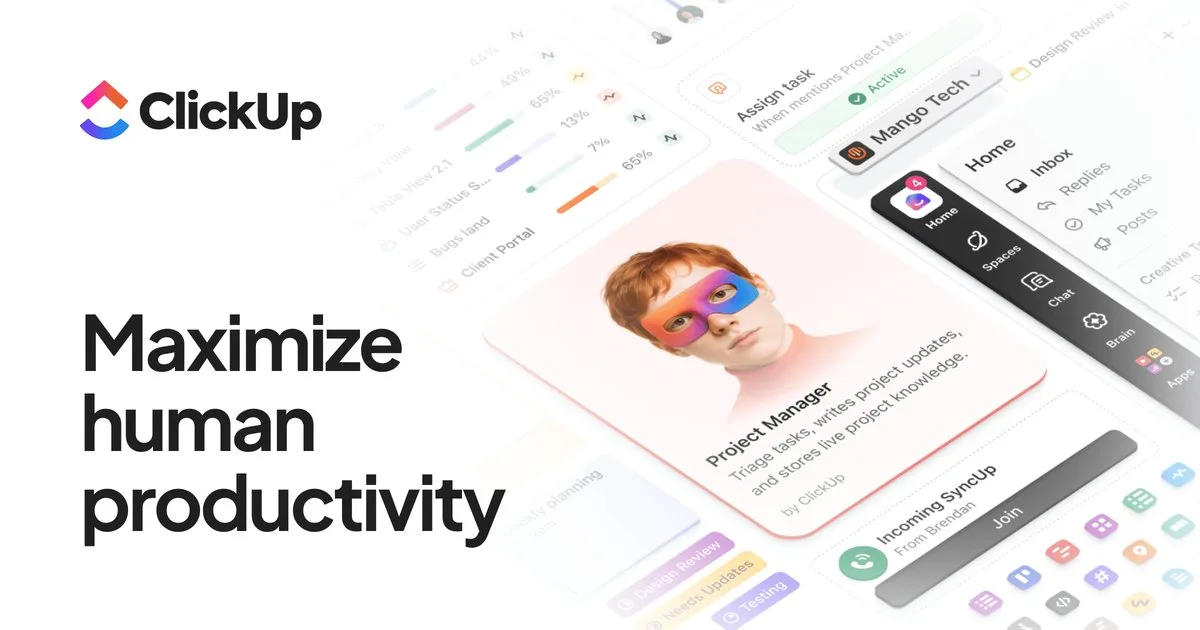 ClickUp
Maximize
human
productivity
44%
49%
65%
13%
7%
65%
Table View 2.1
User Status S...
Bugs land
Client Portal
Assign task
When mentions Project Ma..
Active
Mango Tech
Design Review in
Home
Inbox
Replies
My Tasks
Posts
4
Home
Spaces
Chat
Brain
Apps
Project Manager
Triage tasks, writes project updates,
and stores live project knowledge.
by ClickUp
Incoming SyncUp
From Brendan
Join
planning
Design Review
Needs Updates
Testing